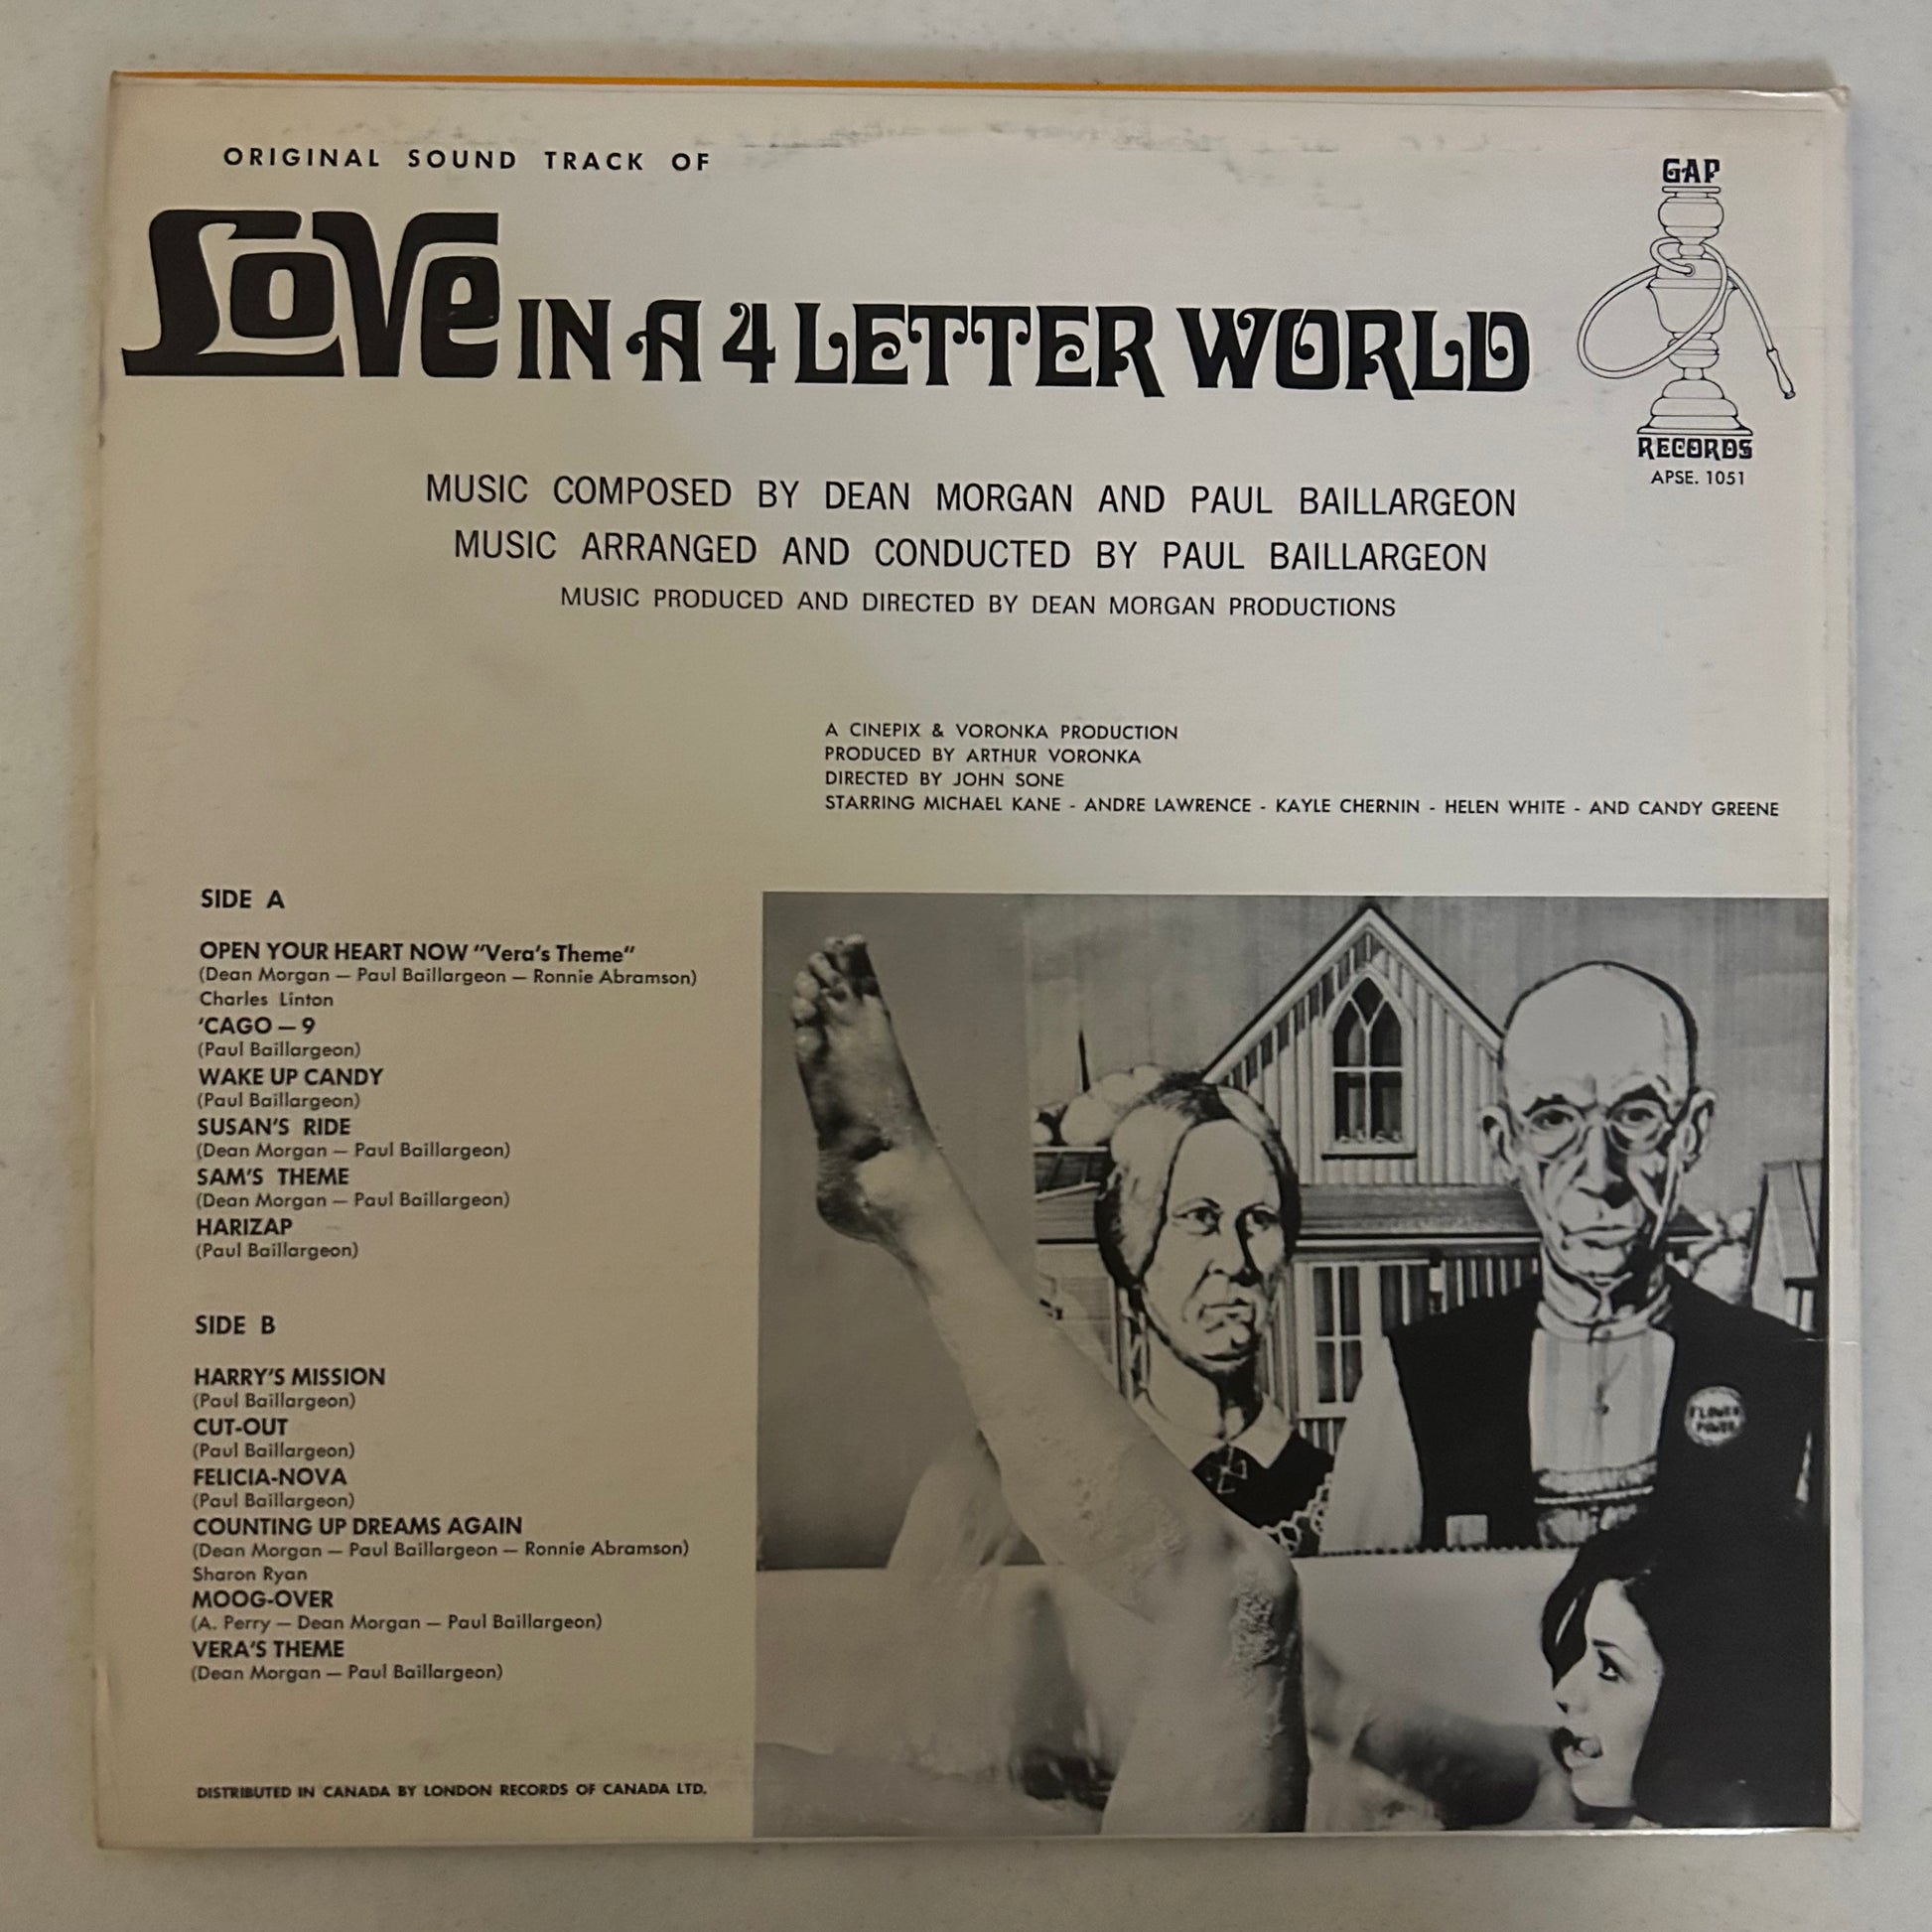 ORIGINAL SOUND TRACK OF
LOVE IN A 4 LETTER WORLD
GAP
RECORDS
APSE. 1051
MUSIC COMPOSED BY DEAN MORGAN AND PAUL BAILLARGEON
MUSIC ARRANGED AND CONDUCTED BY PAUL BAILLARGEON
MUSIC PRODUCED AND DIRECTED BY DEAN MORGAN PRODUCTIONS
A CINEPIX & VORONKA PRODUCTION
PRODUCED BY ARTHUR VORONKA
DIRECTED BY JOHN SONE
STARRING MICHAEL KANE - ANDRE LAWRENCE - KAYLE CHERNIN - HELEN WHITE - AND CANDY GREENE
SIDE A
OPEN YOUR HEART NOW "Vera's Theme"
(Dean Morgan — Paul Baillargeon — Ronnie Abramson)
Charles Linton
'CAGO — 9
(Paul Baillargeon)
WAKE UP CANDY
(Paul Baillargeon)
SUSAN'S RIDE
(Dean Morgan — Paul Baillargeon)
SAM'S THEME
(Dean Morgan — Paul Baillargeon)
HARIZAP
(Paul Baillargeon)
SIDE B
HARRY'S MISSION
(Paul Baillargeon)
CUT-OUT
(Paul Baillargeon)
FELICIA-NOVA
(Paul Baillargeon)
COUNTING UP DREAMS AGAIN
(Dean Morgan — Paul Baillargeon — Ronnie Abramson)
Sharon Ryan
MOOG-OVER
(A. Perry — Dean Morgan — Paul Baillargeon)
VERA'S THEME
(Dean Morgan — Paul Baillargeon)
DISTRIBUTED IN CANADA BY LONDON RECORDS OF CANADA LTD.
FLOWER
POWER